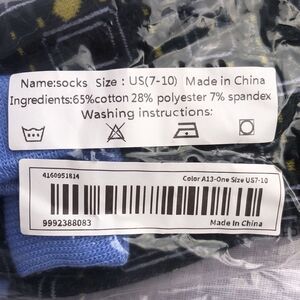 Name:socks Size : US(7-10) Made in China
Ingredients:65%cotton 28% polyester 7% spandex
Washing instructions:
4160951814
Color A13-One Size US7-10
9992388083
Made In China